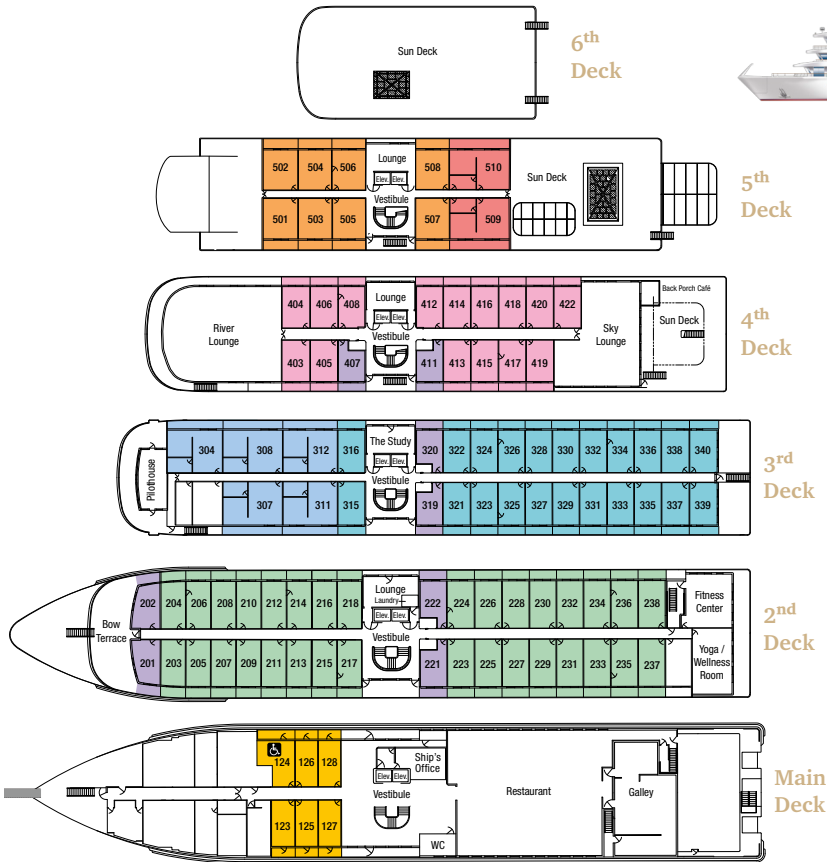 Sun Deck
6th
Deck
502 504 506 Lounge 508 510
Elev. Elev.
Sun Deck
Vestibule
501 503 505 507 509
5th
Deck
404 406 408 Lounge 412 414 416 418 420 422
Back Porch Café
Elev. Elev.
River
Lounge
Vestibule
Sky
Lounge
Sun Deck
403 405 407 411 413 415 417 419
4th
Deck
304 308 312 316 The Study 320 322 324 326 328 330 332 334 336 338 340
Elev. Elev.
Pilothouse
Vestibule
307 311 315 319 321 323 325 327 329 331 333 335 337 339
3rd
Deck
202 204 206 208 210 212 214 216 218 Lounge 222 224 226 228 230 232 234 236 238
Laundry
Elev. Elev.
Fitness
Center
Bow
Terrace
Vestibule
201 203 205 207 209 211 213 215 217 221 223 225 227 229 231 233 235 237
Yoga /
Wellness
Room
2nd
Deck
124 126 128
Ship's
Office
Elev. Elev.
Vestibule
Restaurant
Galley
123 125 127
WC
Main
Deck